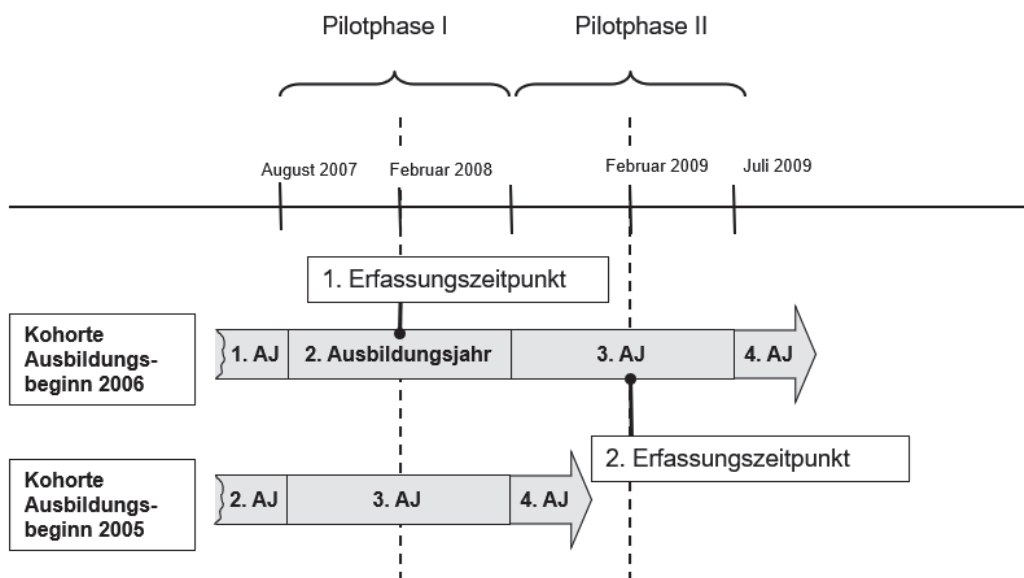 Pilotphase I
Pilotphase II
August 2007
Februar 2008
Februar 2009
Juli 2009
1. Erfassungszeitpunkt
Kohorte
Ausbildungs-
beginn 2006
1. AJ
2. Ausbildungsjahr
3. AJ
4. AJ
2. Erfassungszeitpunkt
Kohorte
Ausbildungs-
beginn 2005
2. AJ
3. AJ
4. AJ